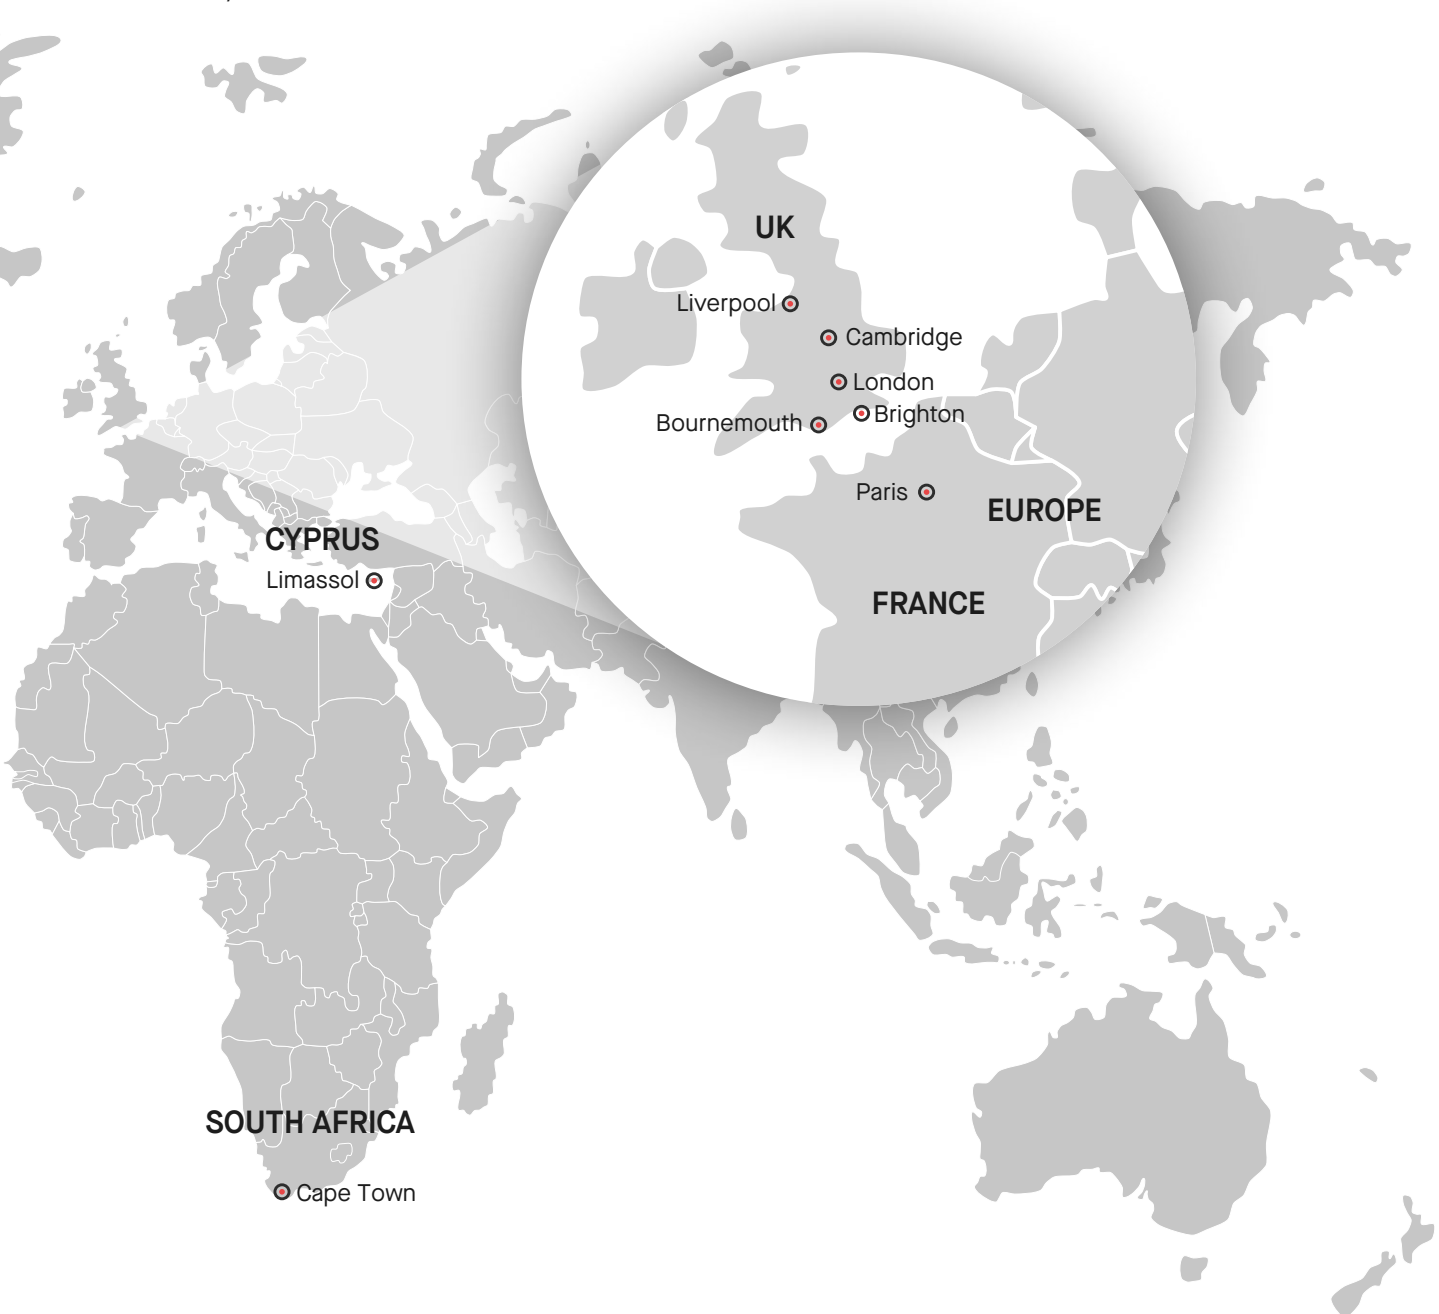 UK
Liverpool
Cambridge
London
Brighton
Bournemouth
Paris
EUROPE
FRANCE
CYPRUS
Limassol
SOUTH AFRICA
Cape Town